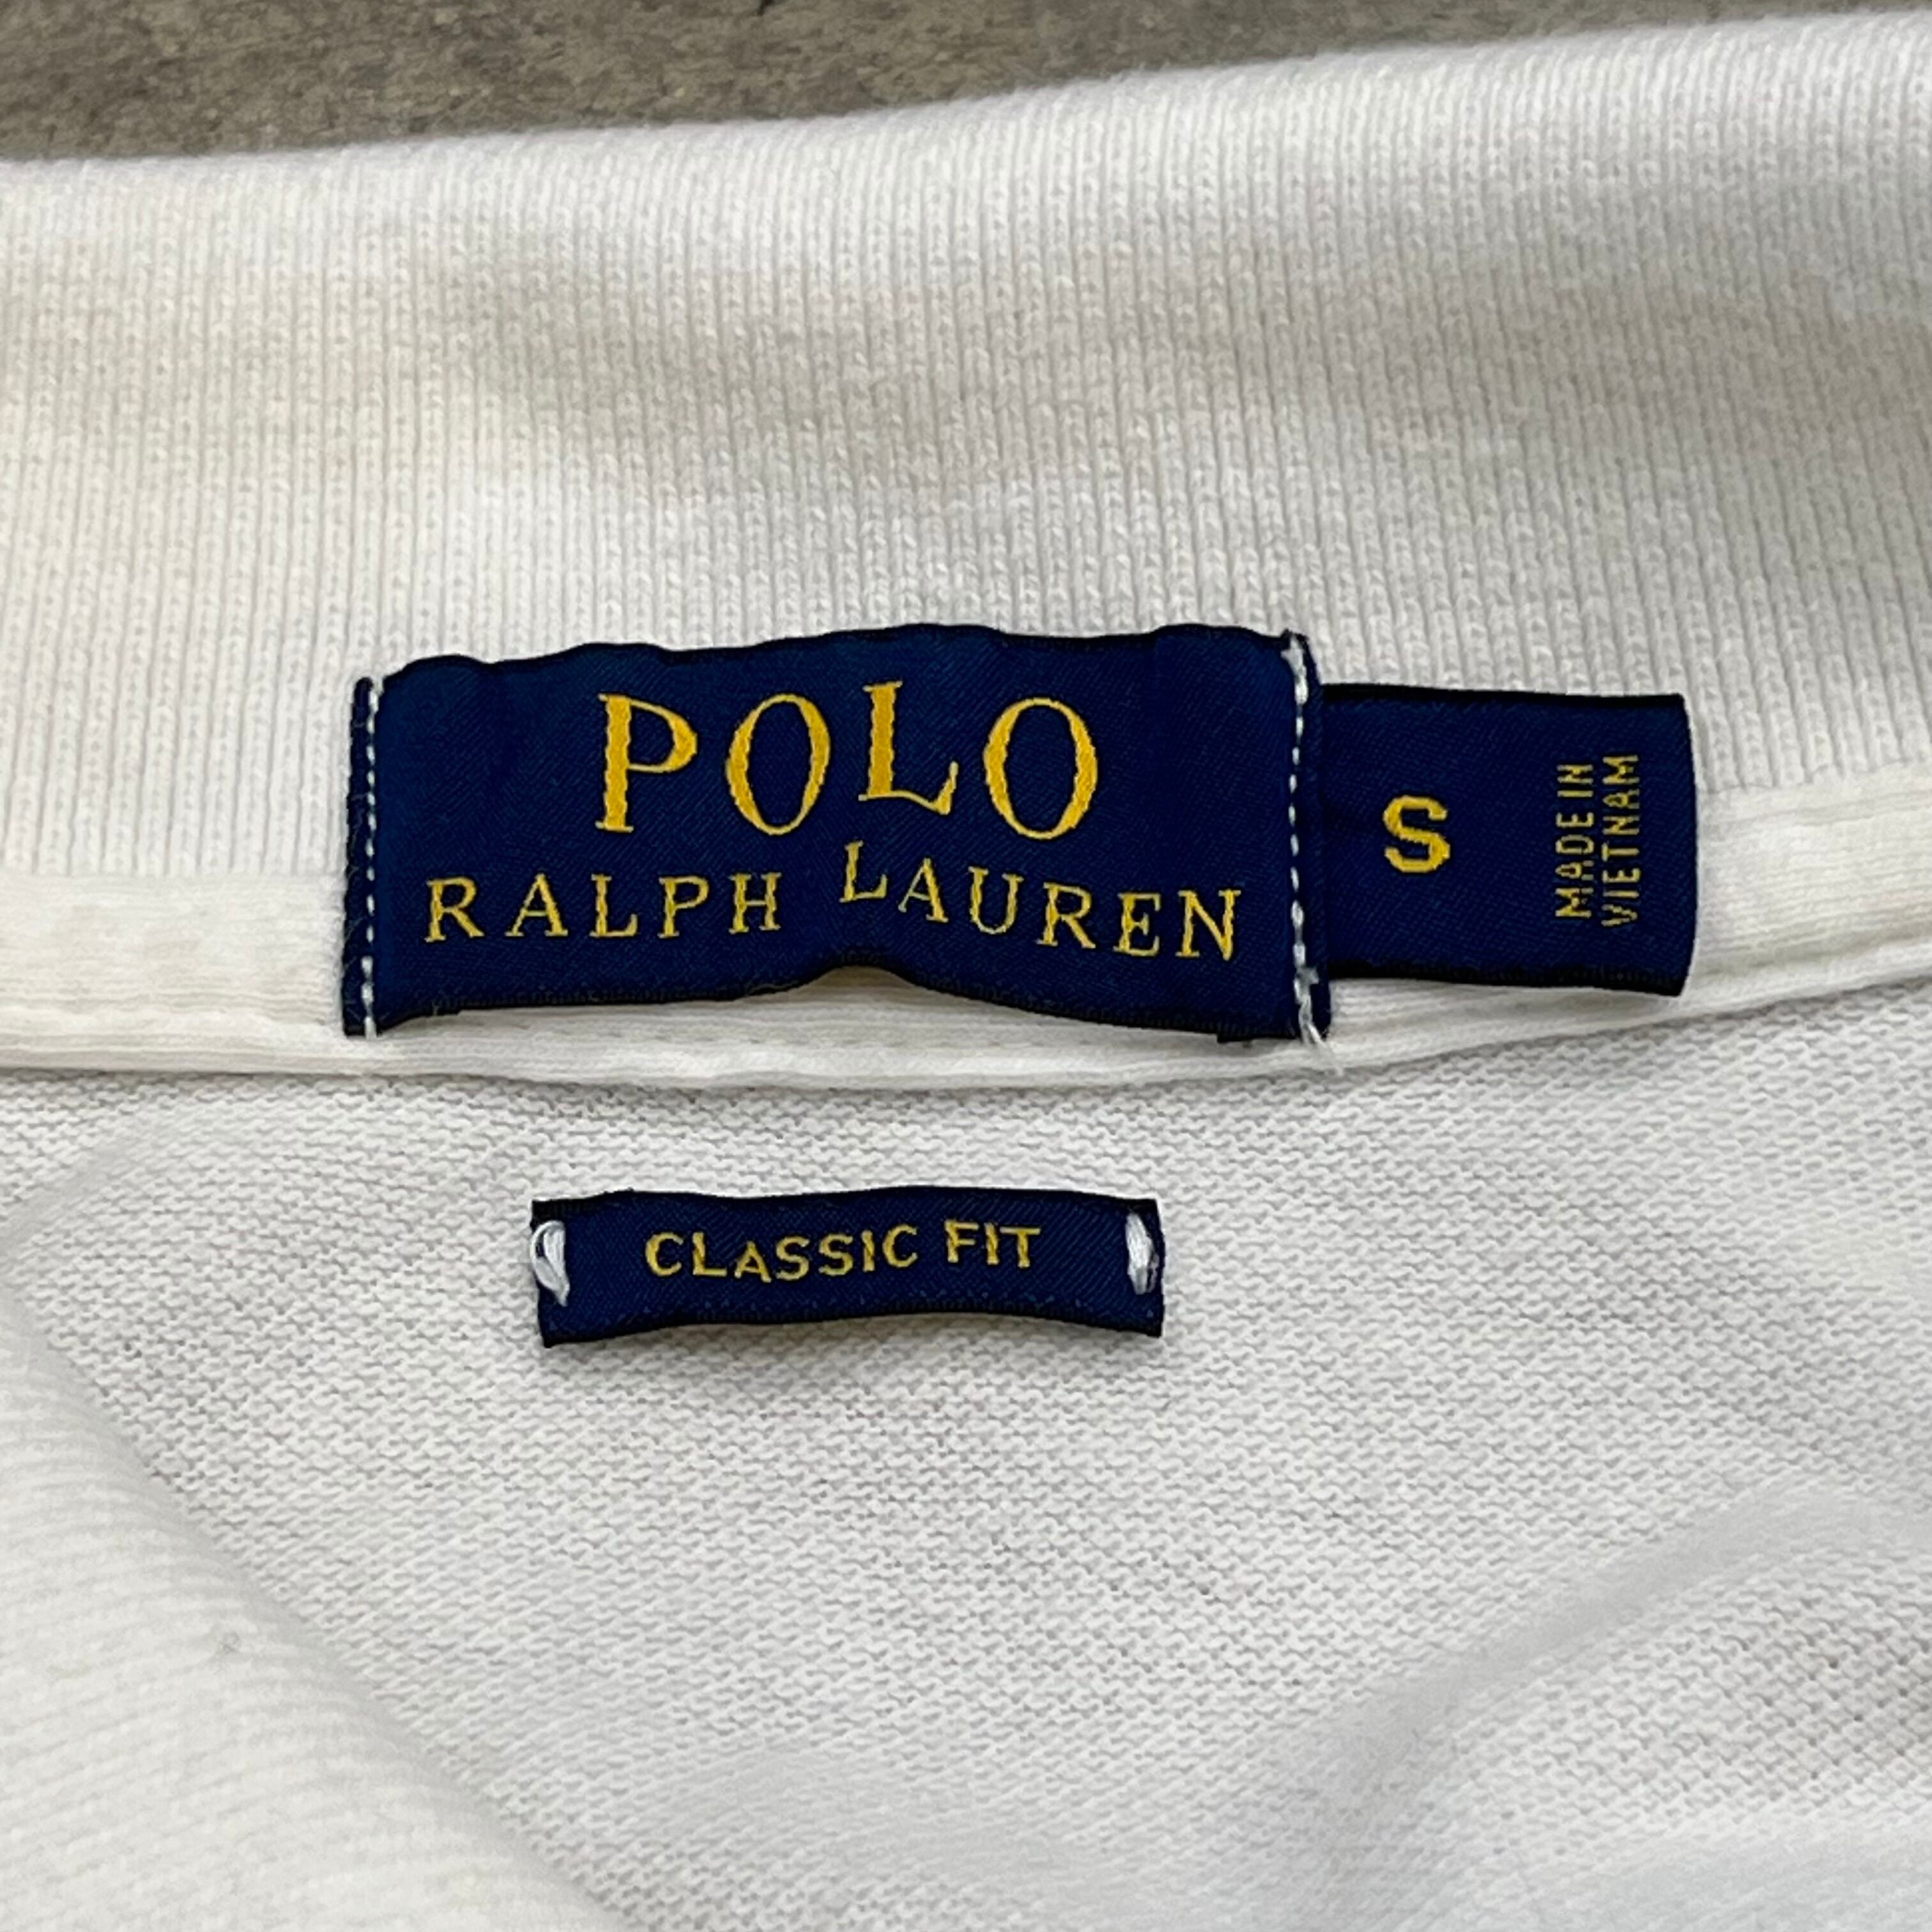 POLO
RALPH LAUREN
S
MADE IN
VIETNAM
CLASSIC FIT